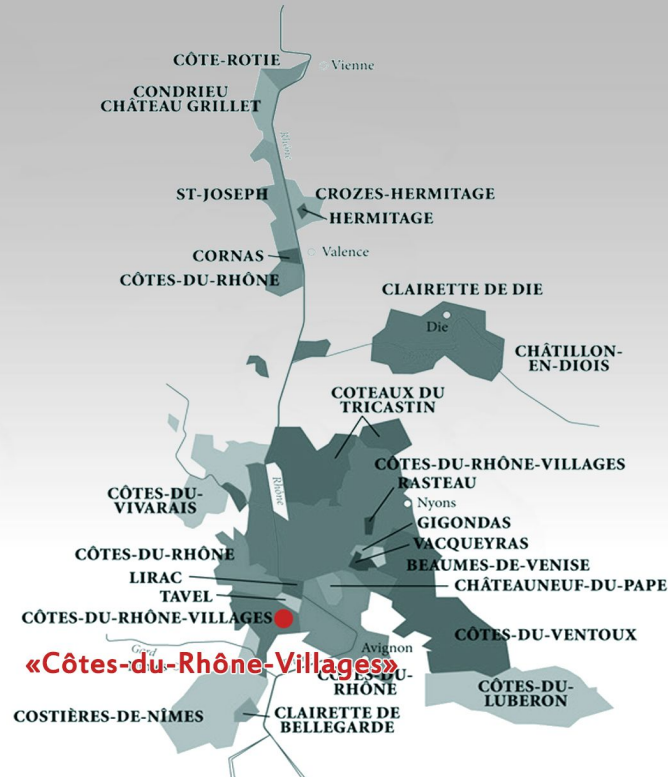 CÔTE-ROTIE
Vienne
CONDRIEU
CHÂTEAU GRILLET
Rhône
ST-JOSEPH
CROZES-HERMITAGE
HERMITAGE
CORNAS
Valence
CÔTES-DU-RHÔNE
CLAIRETTE DE DIE
Die
CHÂTILLON-
EN-DIOIS
COTEAUX DU
TRICASTIN
CÔTES-DU-RHÔNE-VILLAGES
RASTEAU
Rhône
CÔTES-DU-
VIVARAIS
Nyons
GIGONDAS
VACQUEYRAS
CÔTES-DU-RHÔNE
BEAUMES-DE-VENISE
LIRAC
CHÂTEAUNEUF-DU-PAPE
TAVEL
CÔTES-DU-RHÔNE-VILLAGES
CÔTES-DU-VENTOUX
Gard
Avignon
«Côtes-du-Rhône-Villages»
CÔTES-DU-
RHÔNE
CÔTES-DU-
LUBERON
COSTIÈRES-DE-NÎMES
CLAIRETTE DE
BELLEGARDE